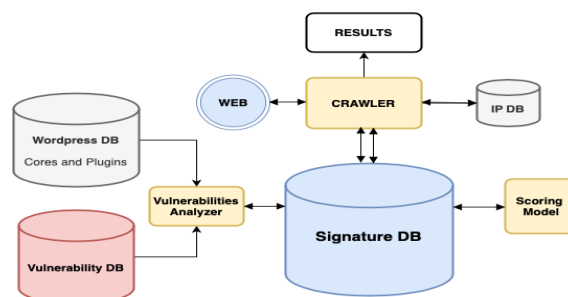 RESULTS
WEB
CRAWLER
IP DB
Wordpress DB
Cores and Plugins
Vulnerabilities
Analyzer
Signature DB
Scoring
Model
Vulnerability DB